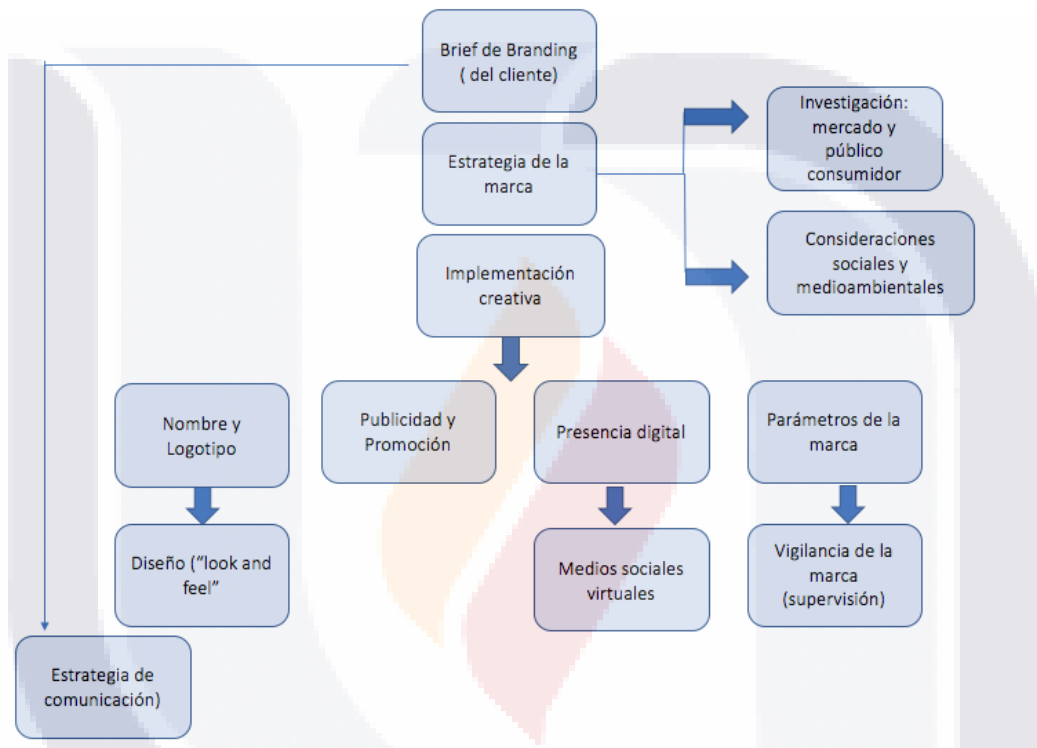 Brief de Branding
( del cliente)
Investigación:
mercado y
público
consumidor
Estrategia de la
marca
Consideraciones
sociales y
medioambientales
Implementación
creativa
Nombre y
Logotipo
Publicidad y
Promoción
Presencia digital
Parámetros de la
marca
Diseño (“look and
feel”
Medios sociales
virtuales
Vigilancia de la
marca
(supervisión)
Estrategia de
comunicación)